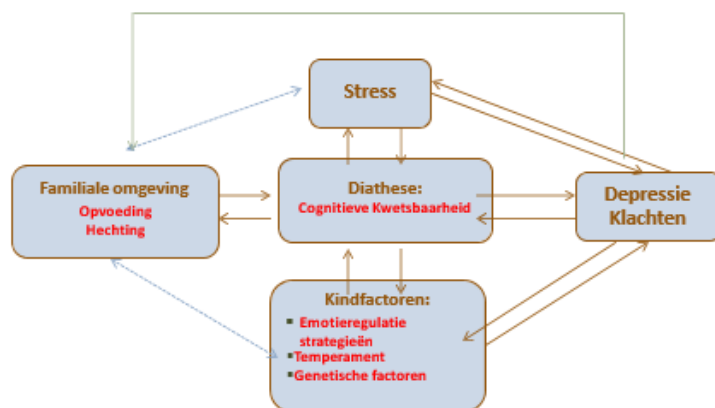 Stress
Familiale omgeving
Opvoeding
Hechting
Diathese:
Cognitieve Kwetsbaarheid
Depressie
Klachten
Kindfactoren:
Emotieregulatie
strategieën
Temperament
Genetische factoren